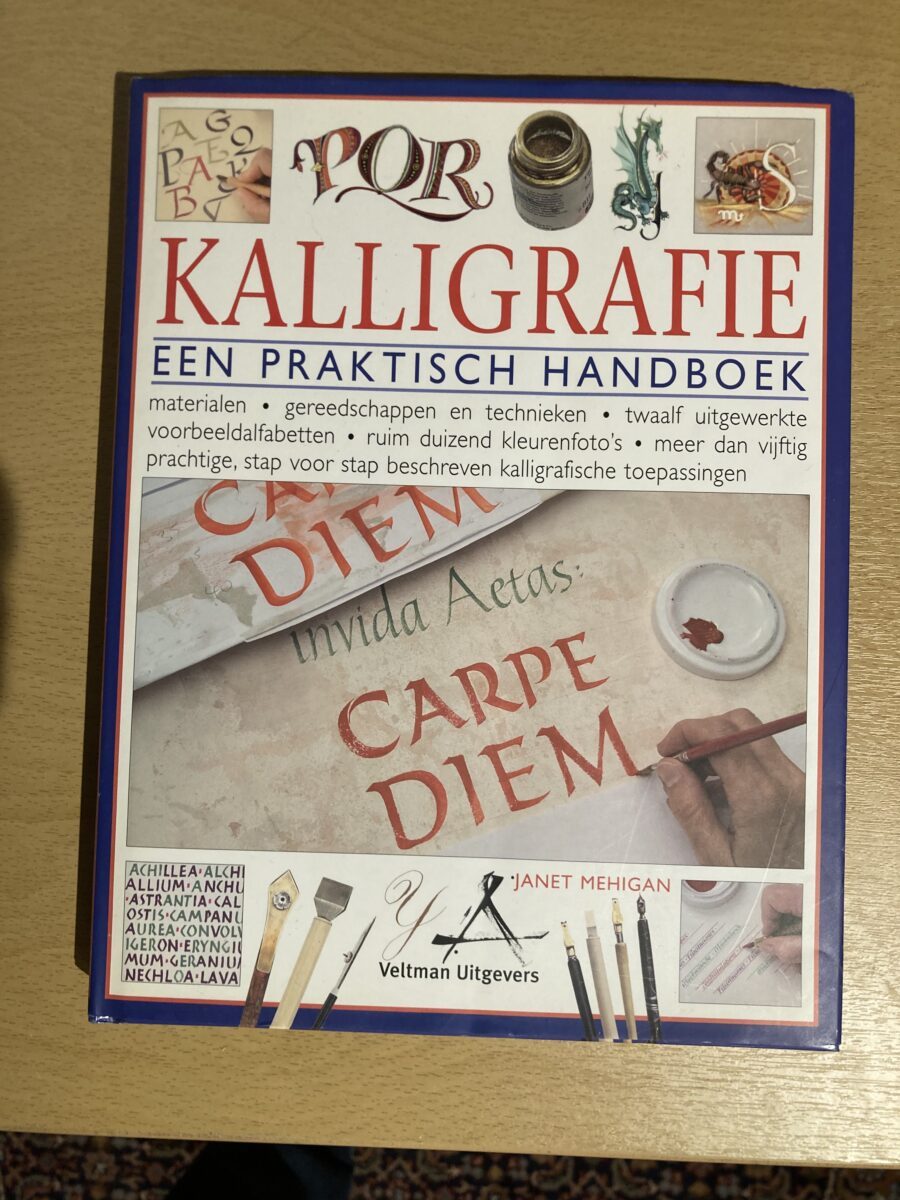 A G
E Q
P A
B
PQR
S
KALLIGRAFIE
EEN PRAKTISCH HANDBOEK
materialen • gereedschappen en technieken • twaalf uitgewerkte
voorbeeldalfabetten • ruim duizend kleurenfoto's • meer dan vijftig
prachtige, stap voor stap beschreven kalligrafische toepassingen
DIEM
invida Aetas:
CARPE
DIEM
ACHILLEA·ALCHI
ALLIUM·ANCHU
·ASTRANTIA·CAL
OSTIS·CAMPANU
AUREA·CONVOLV
IGERON·ERYNGIU
MUM·GERANIU
NECHLOA·LAVA
y A
JANET MEHIGAN
Veltman Uitgevers